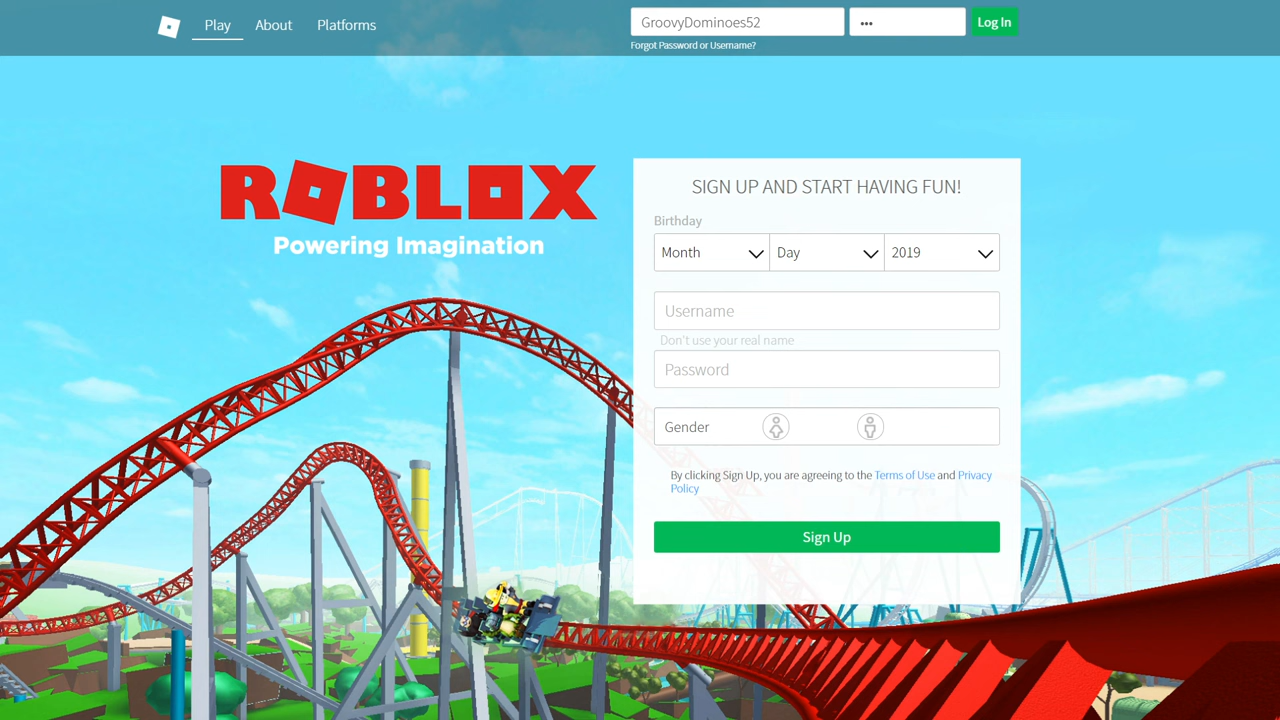 Play About Platforms GroovyDominoes52 ••• Log In
Forgot Password or Username?
ROBLOX
Powering Imagination
SIGN UP AND START HAVING FUN!
Birthday
Month Day 2019
Username
Don't use your real name
Password
Gender
By clicking Sign Up, you are agreeing to the Terms of Use and Privacy
Policy
Sign Up